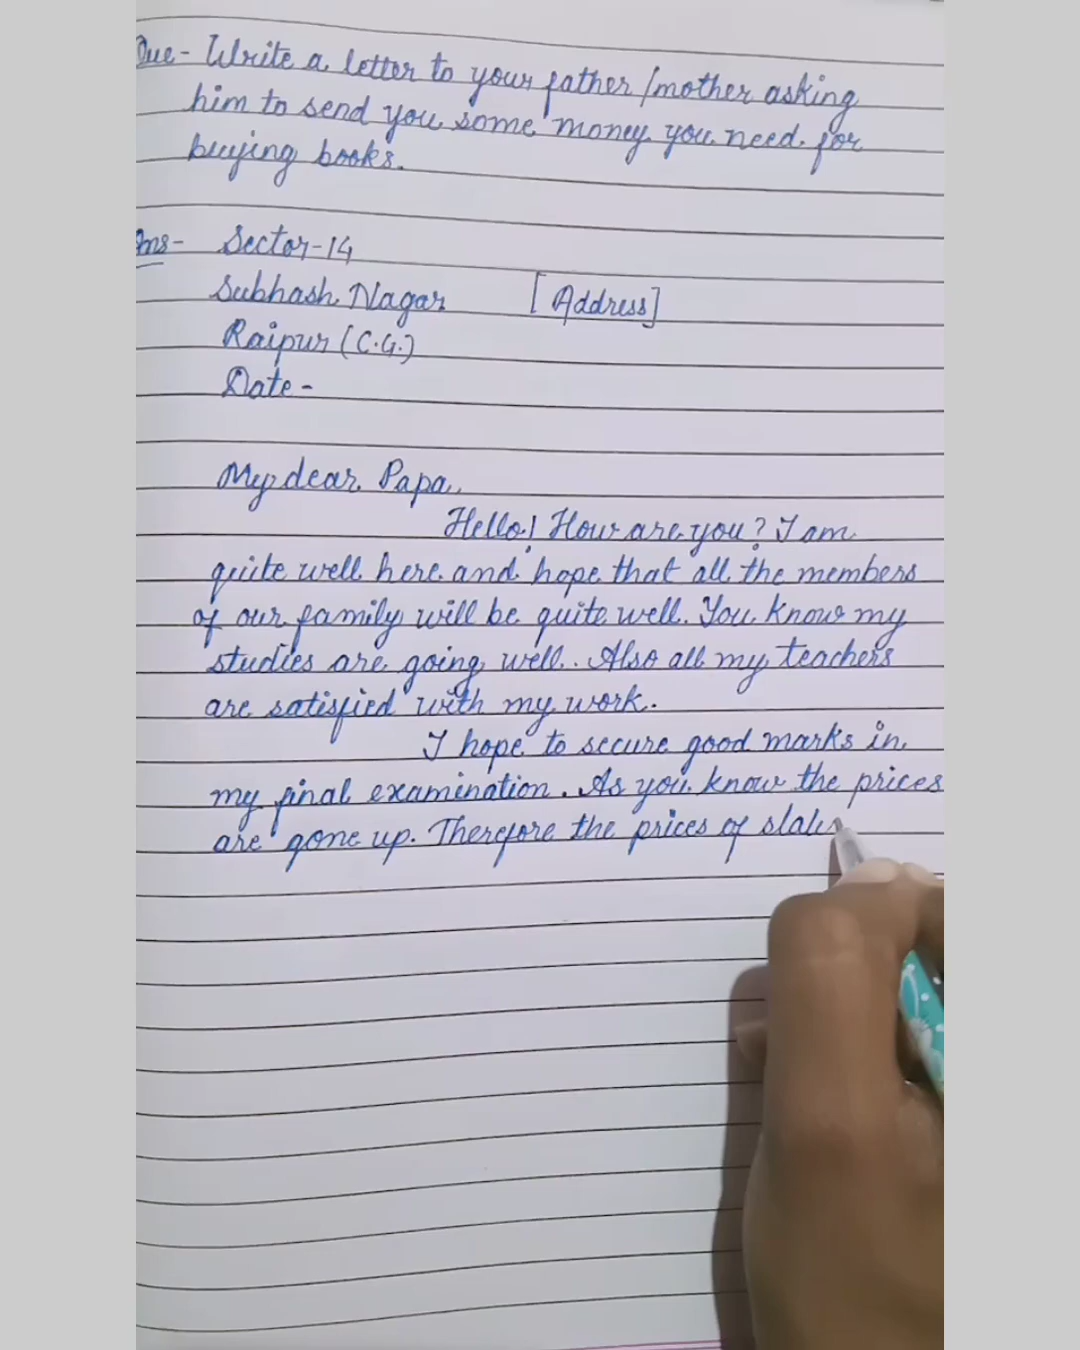 Que- Write a letter to your father/mother asking
him to send you some money you need for
buying books.
Ans- Sector-14
Subhash Nagar [Address]
Raipur (C.G.)
Date-
My dear Papa,
Hello! How are you? I am
quite well here and hope that all the members
of our family will be quite well. You know my
studies are going well. Also all my teachers
are satisfied with my work.
I hope to secure good marks in
my final examination. As you know the prices
are gone up. Therefore the prices of